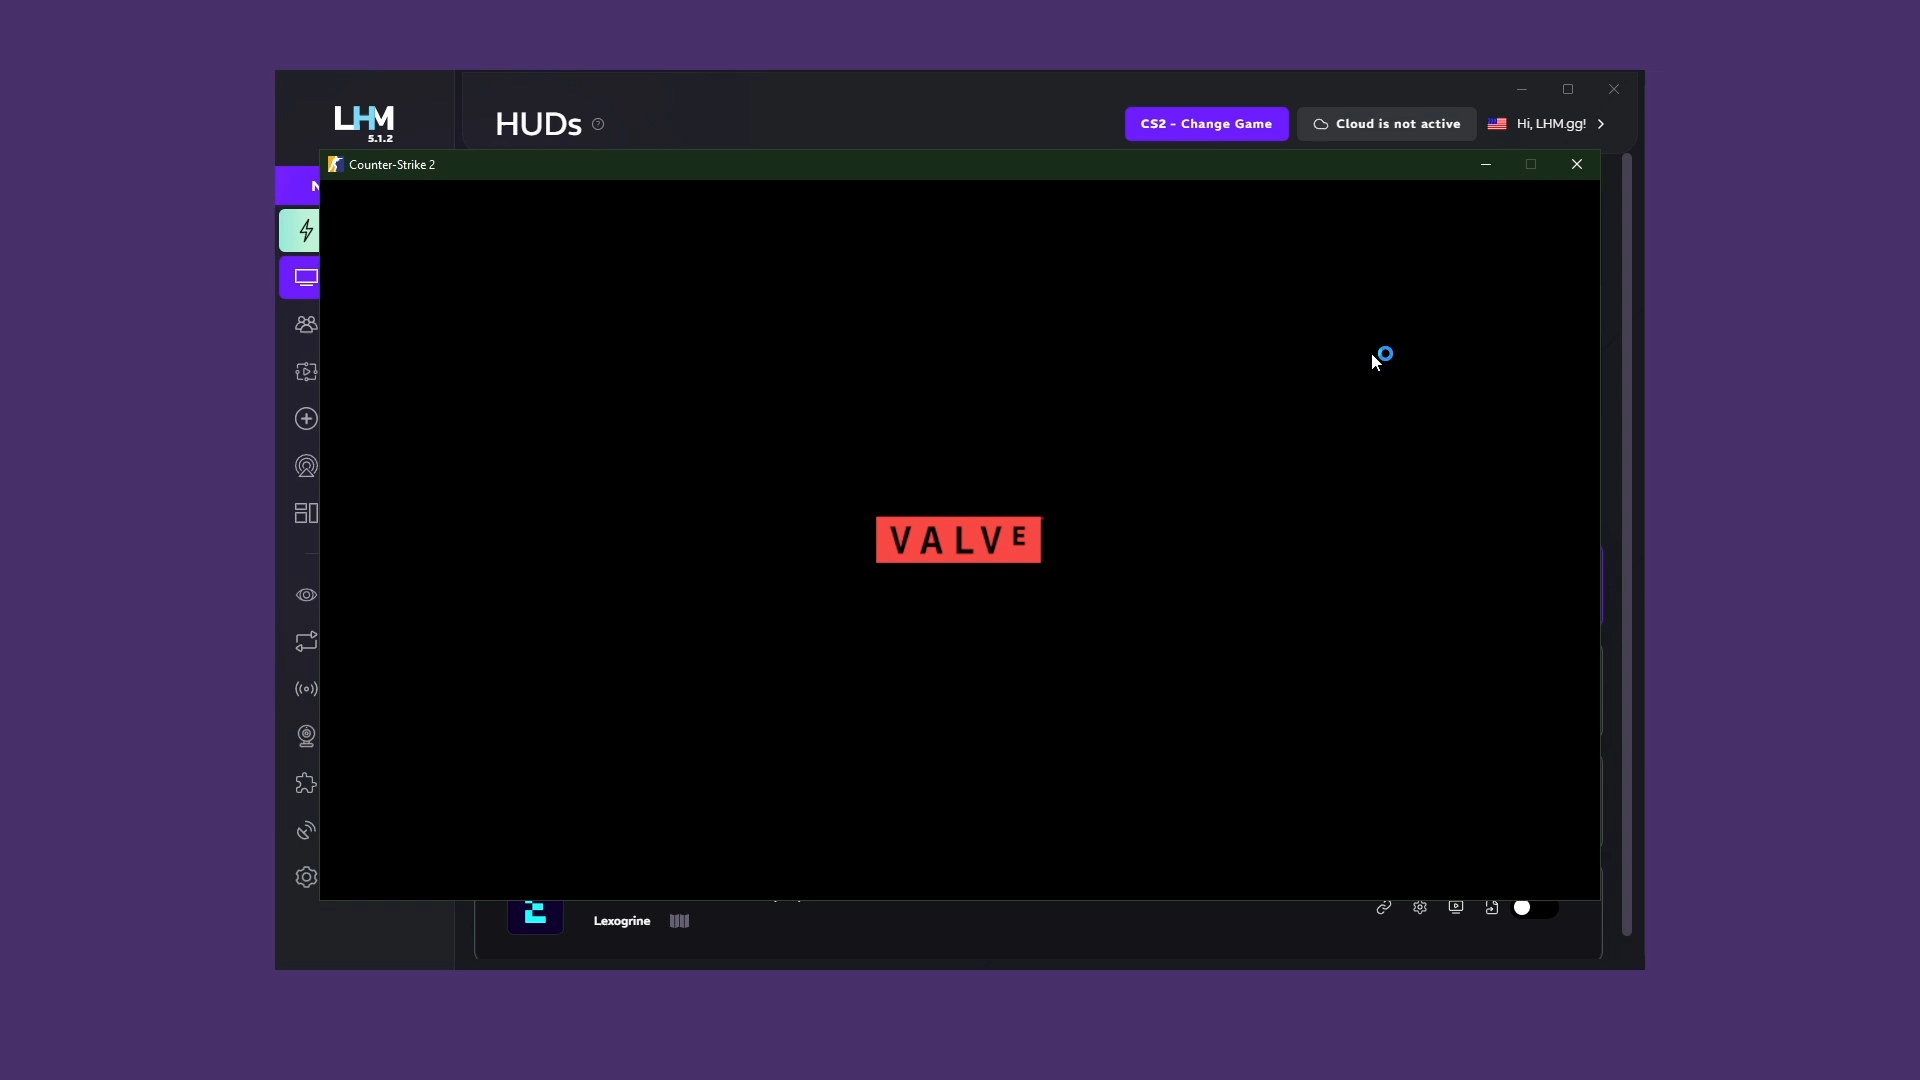 LHM
5.1.2
HUDs
CS2 - Change Game
Cloud is not active
Hi, LHM.gg!
Counter-Strike 2
N
VALVE
Lexogrine